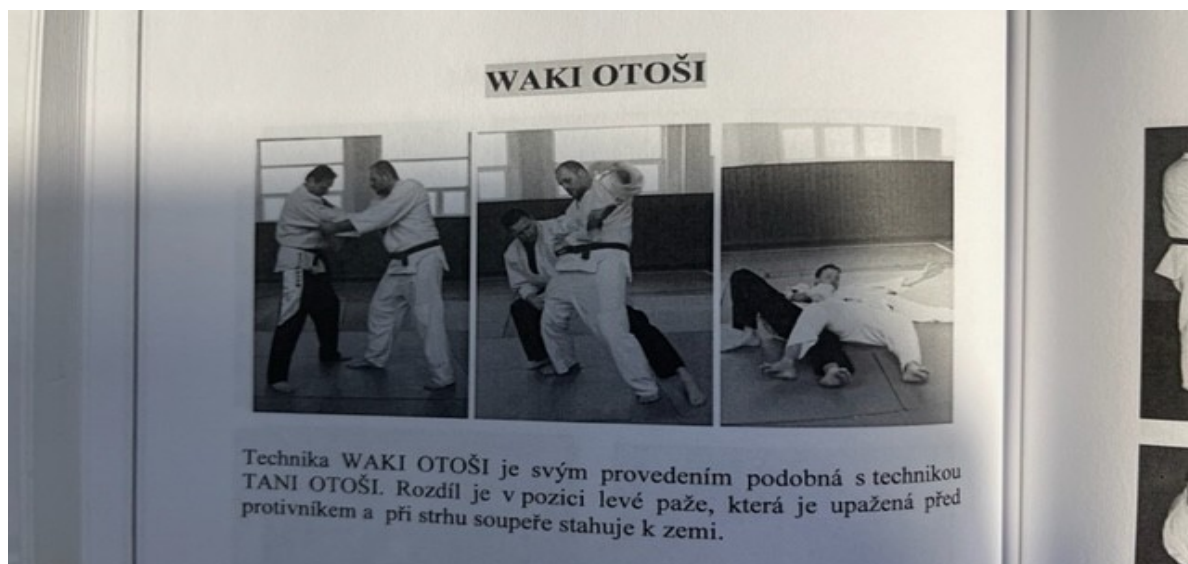 WAKI OTOŠI
Technika WAKI OTOŠI je svým provedením podobná s technikou
TANI OTOŠI. Rozdíl je v pozici levé paže, která je upažená před
protivníkem a při strhu soupeře stahuje k zemi.